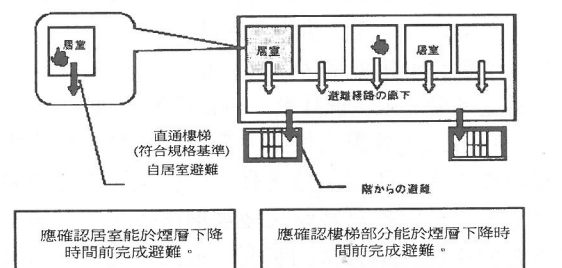 居室
居室
居室
避難経路の廊下
直通樓梯
(符合規格基準)
自居室避難
階からの避難
應確認居室能於煙層下降
時間前完成避難。
應確認樓梯部分能於煙層下降時
間前完成避難。